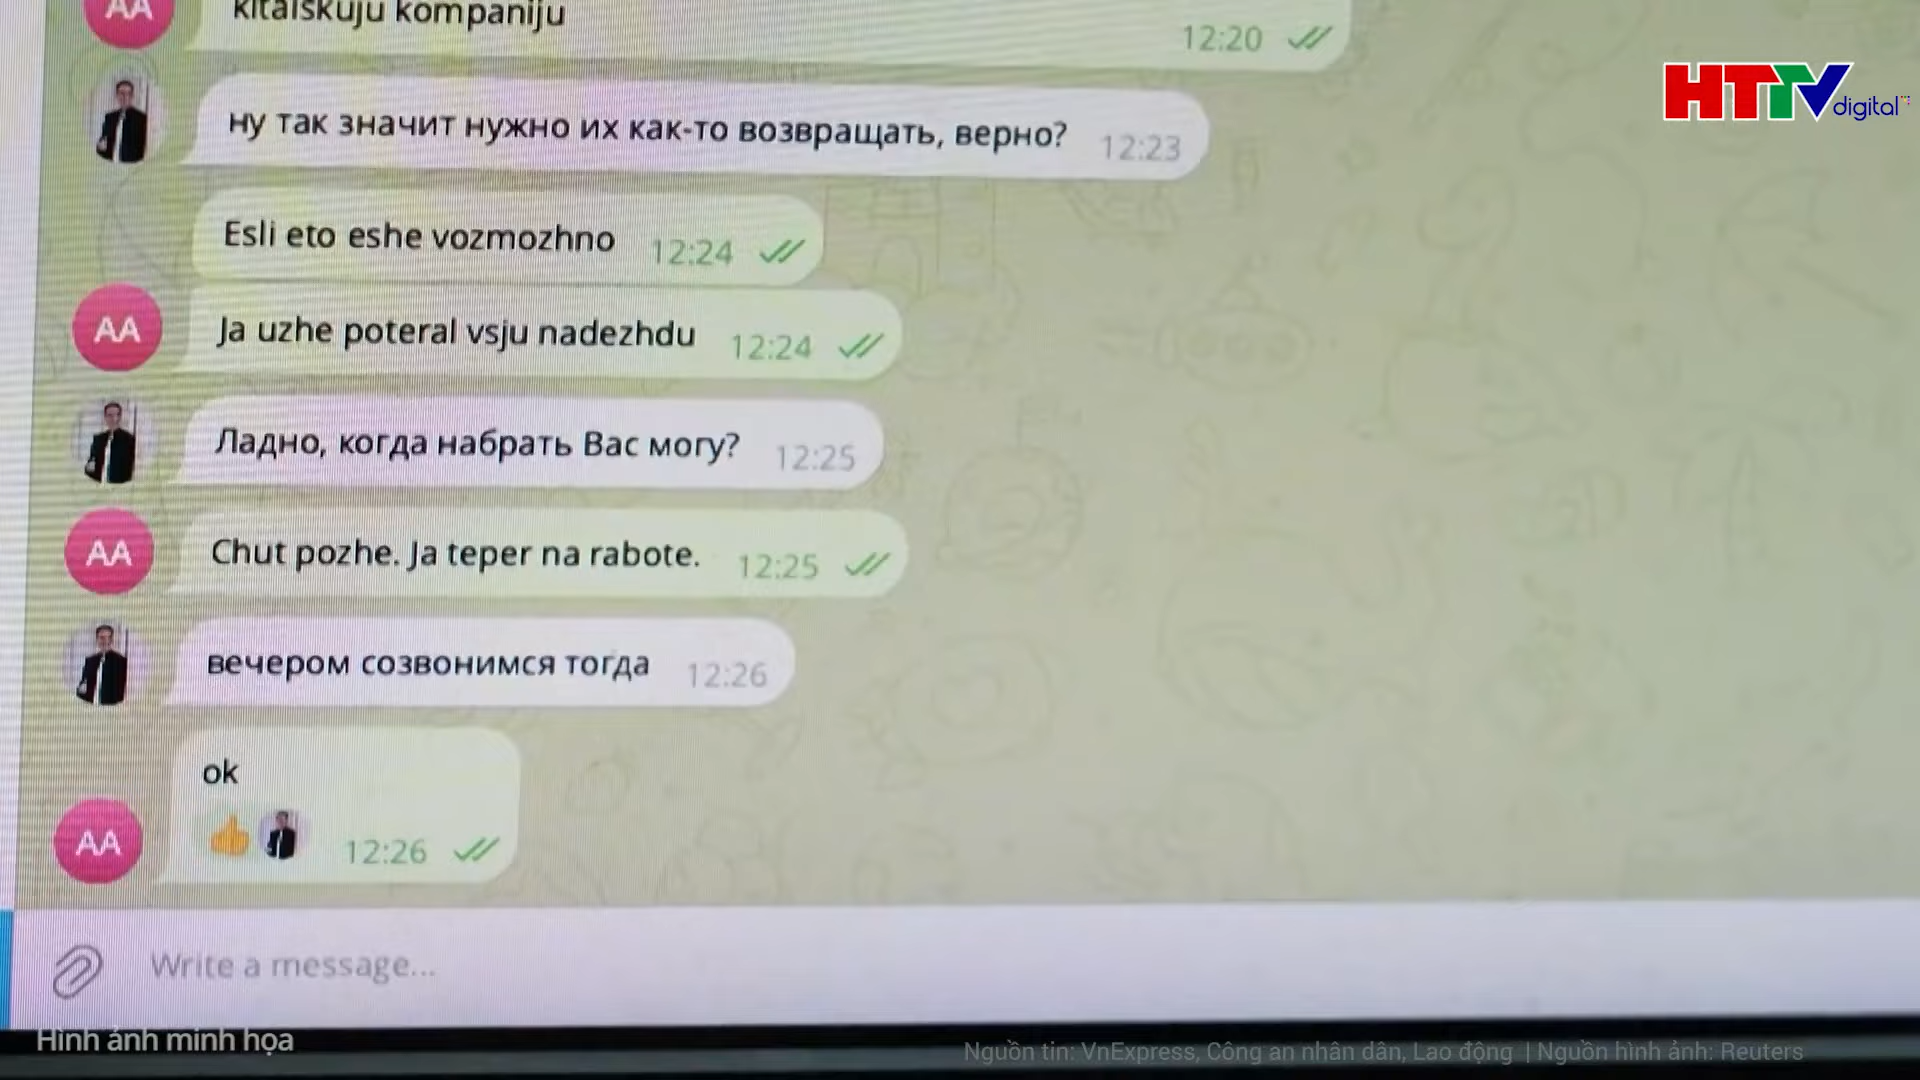 AA
kitaiskuju kompaniju
12:20
HTTV
digital
ну так значит нужно их как-то возвращать, верно?
12:23
Esli eto eshe vozmozhno
12:24
AA
Ja uzhe poteral vsju nadezhdu
12:24
Ладно, когда набрать Вас могу?
12:25
AA
Chut pozhe. Ja teper na rabote.
12:25
вечером созвонимся тогда
12:26
ok
AA
12:26
Write a message...
Hình ảnh minh họa
Nguồn tin: VnExpress, Công an nhân dân, Lao động | Nguồn hình ảnh: Reuters